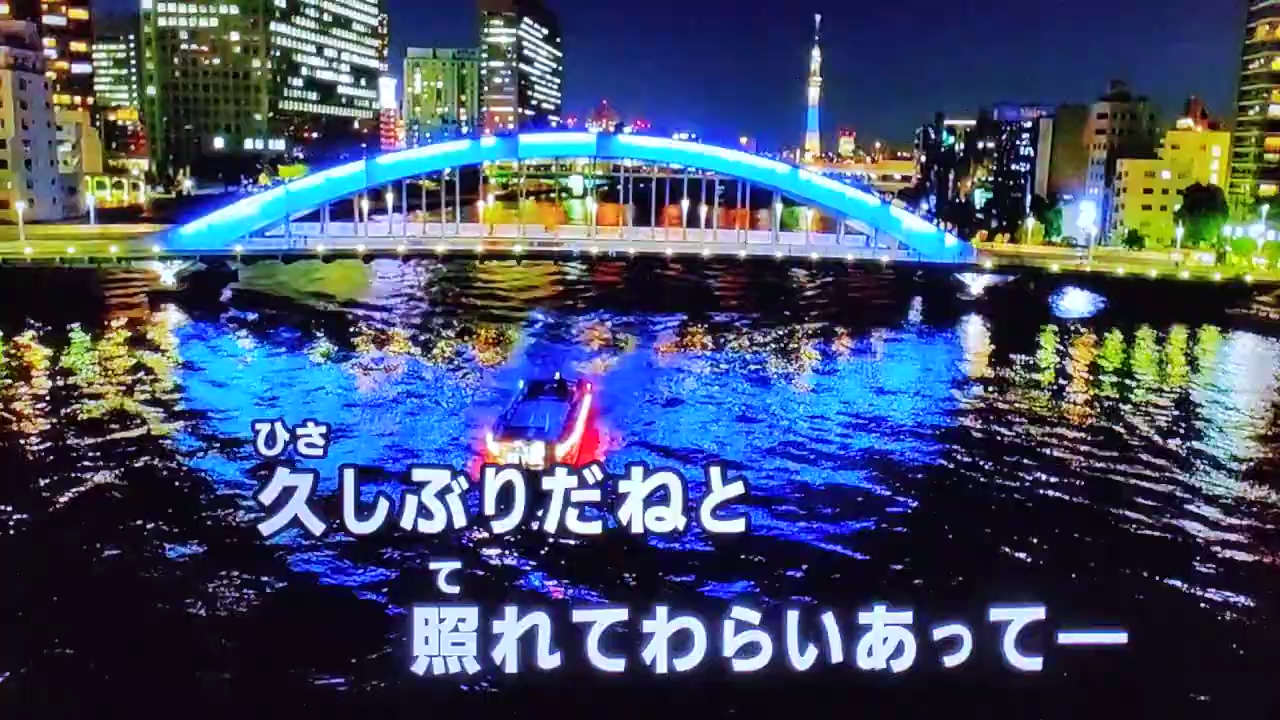 ひさ
久しぶりだねと
て
照れてわらいあってー